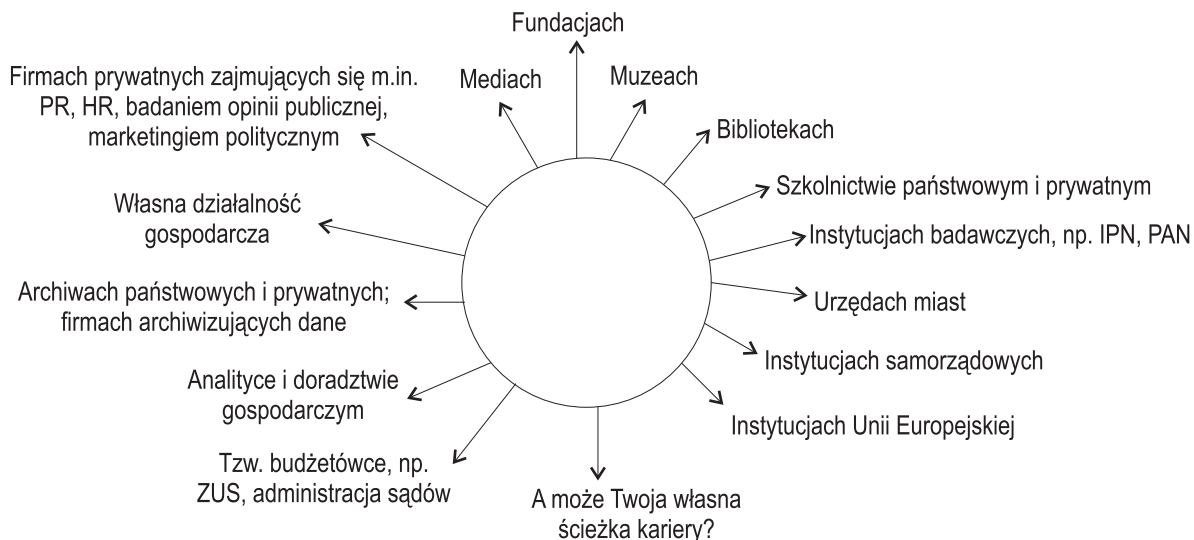 Fundacjach
Firmach prywatnych zajmujących się m.in.
PR, HR, badaniem opinii publicznej,
marketingiem politycznym
Mediach
Muzeach
Bibliotekach
Szkolnictwie państwowym i prywatnym
Własna działalność
gospodarcza
Instytucjach badawczych, np. IPN, PAN
Archiwach państwowych i prywatnych;
firmach archiwizujących dane
Urzędach miast
Instytucjach samorządowych
Analityce i doradztwie
gospodarczym
Instytucjach Unii Europejskiej
Tzw. budżetówce, np.
ZUS, administracja sądów
A może Twoja własna
ścieżka kariery?